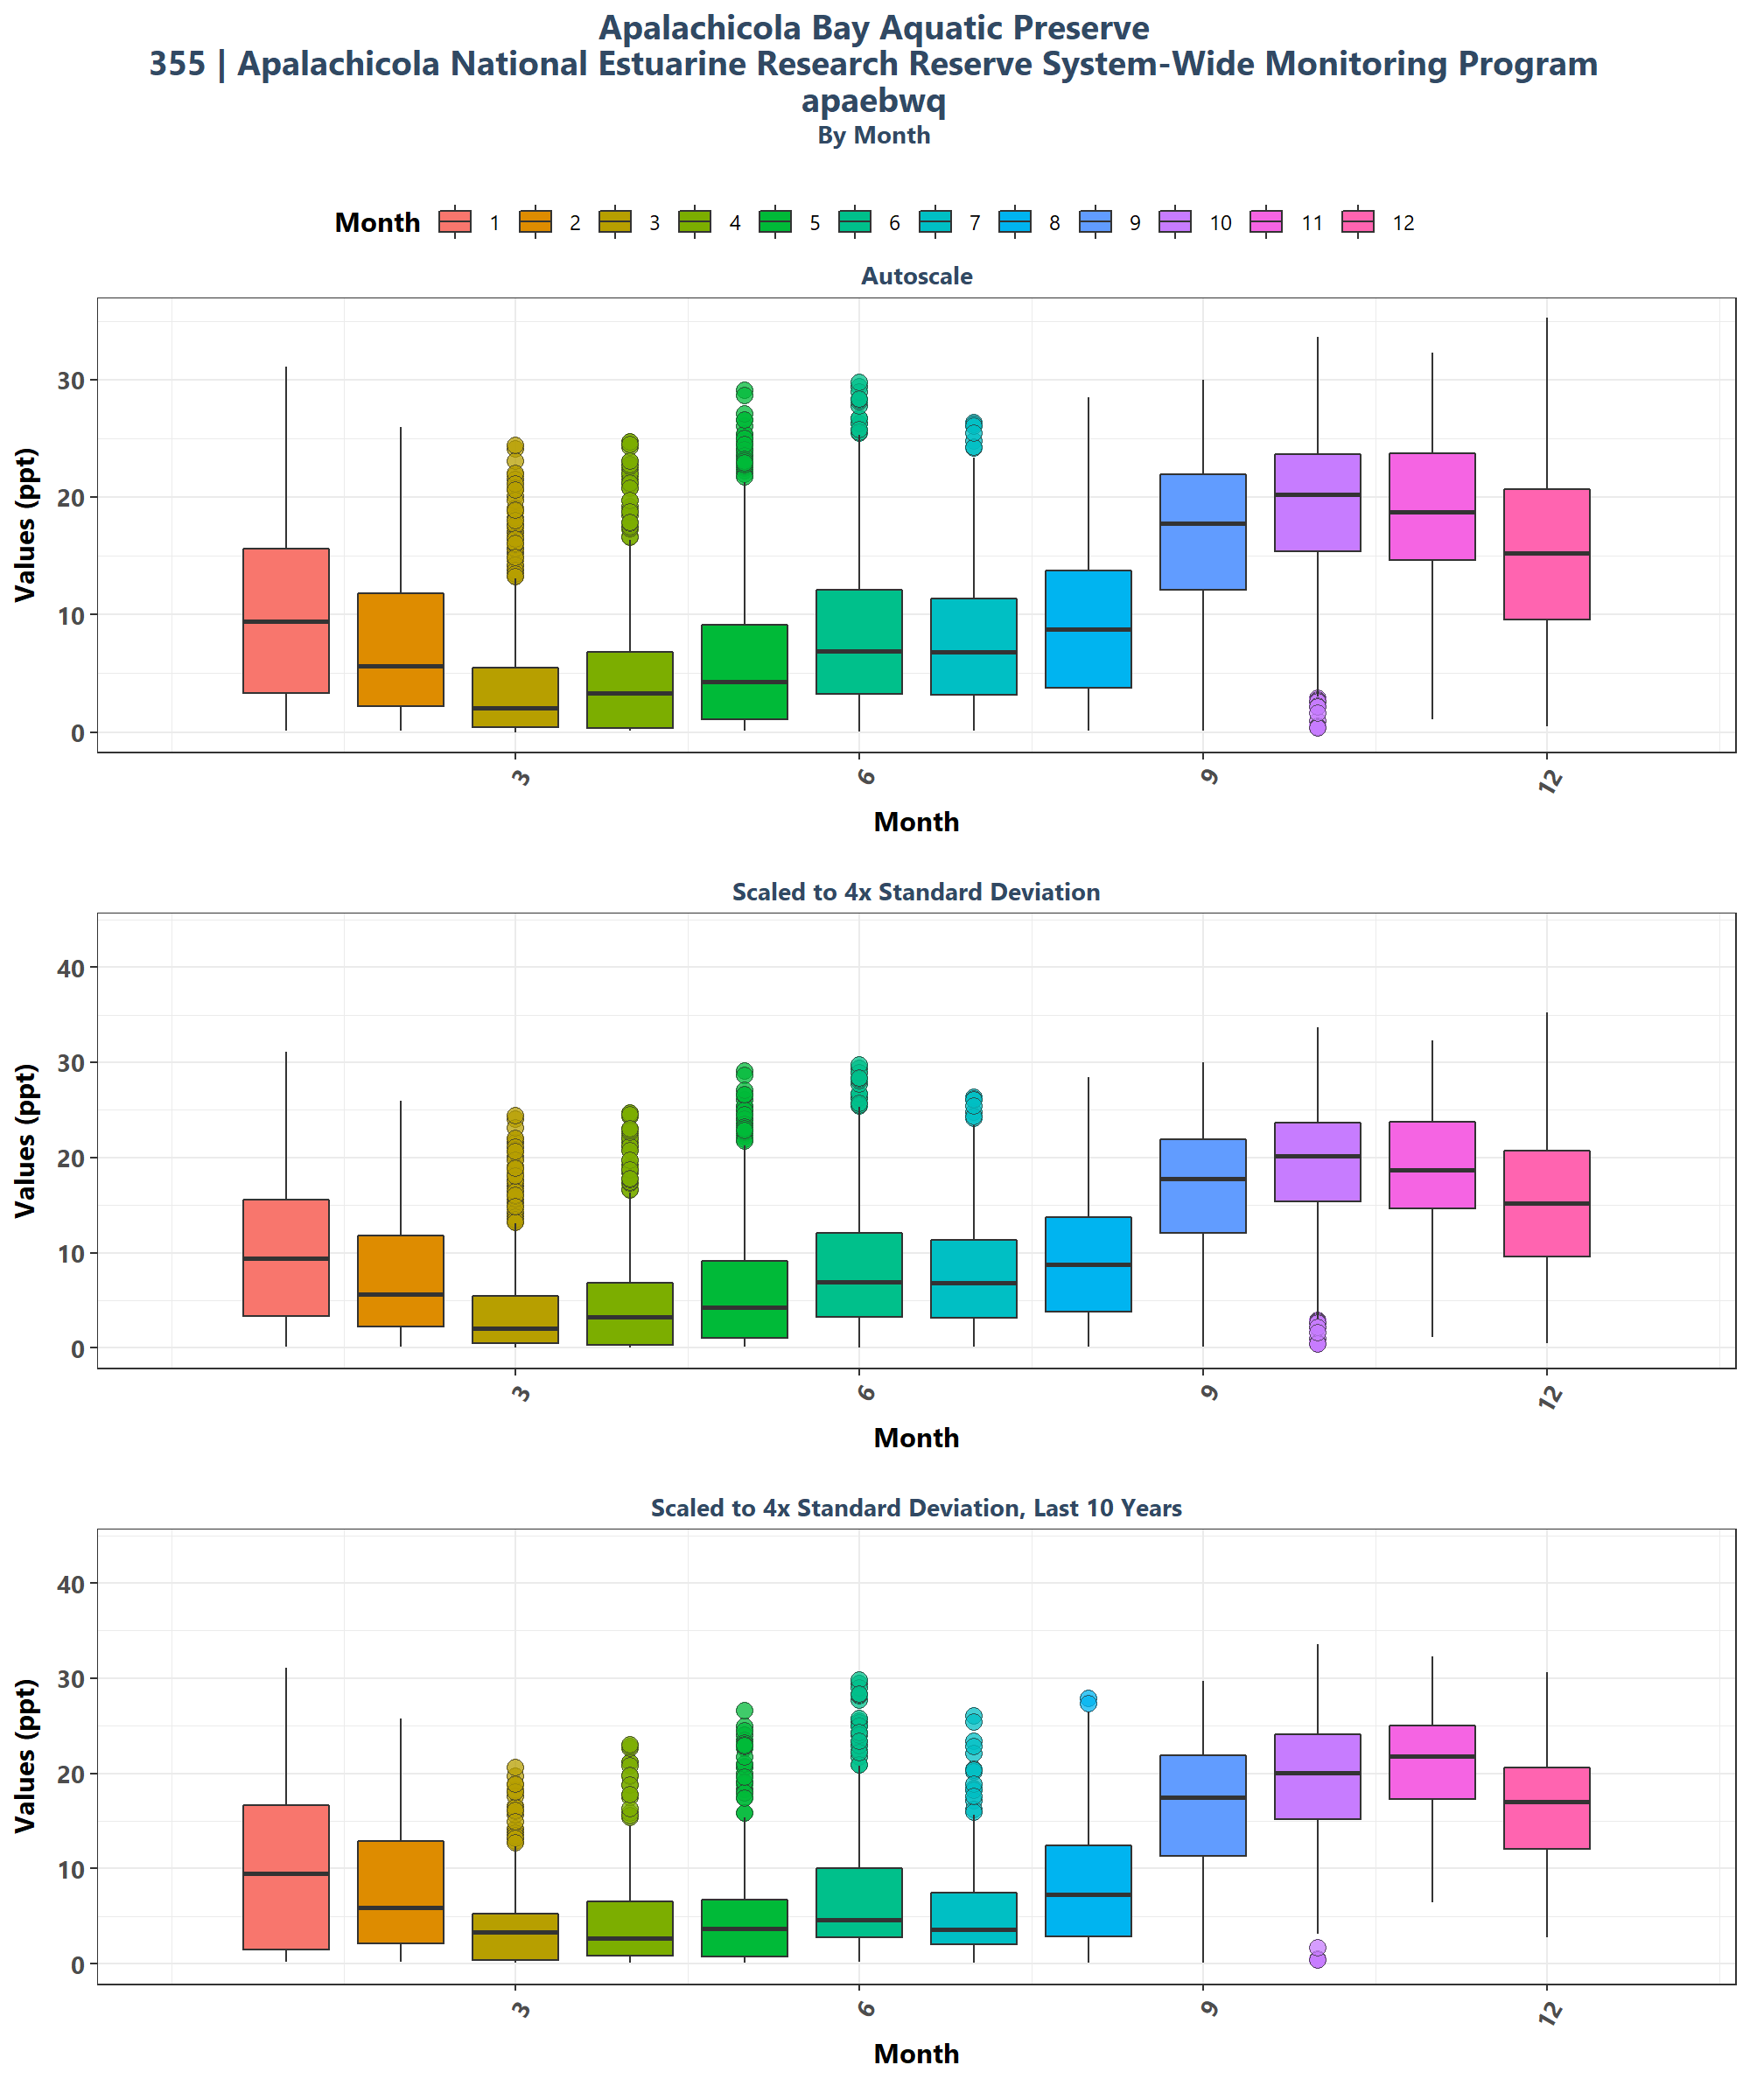 Apalachicola Bay Aquatic Preserve
355 | Apalachicola National Estuarine Research Reserve System-Wide Monitoring Program
apaebwq
By Month
Month 1 2 3 4 5 6 7 8 9 10 11 12
Autoscale
Values (ppt)
30
20
10
0
3 6 9 12
Month
Scaled to 4x Standard Deviation
Values (ppt)
40
30
20
10
0
3 6 9 12
Month
Scaled to 4x Standard Deviation, Last 10 Years
Values (ppt)
40
30
20
10
0
3 6 9 12
Month